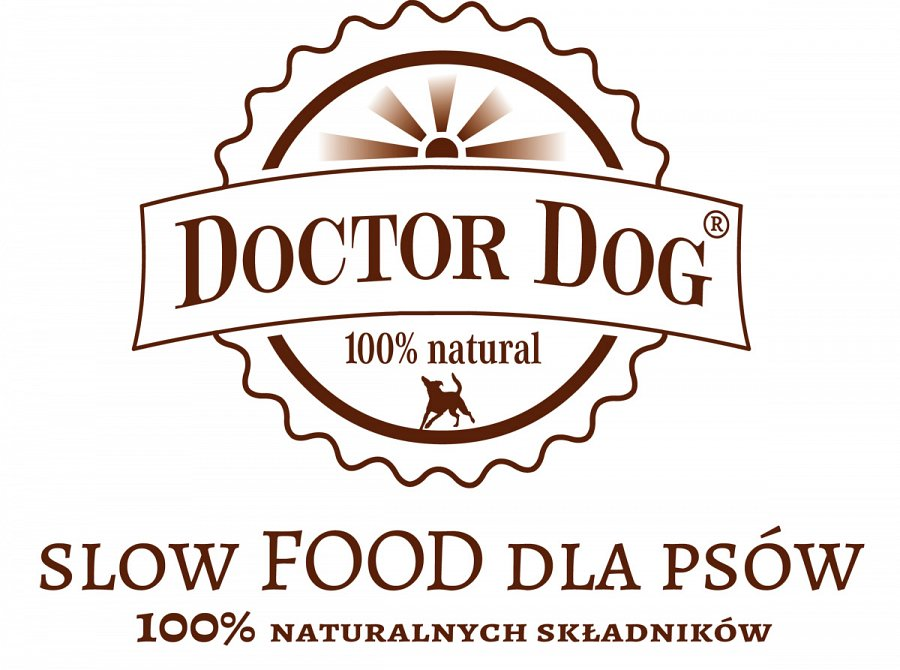 DOCTOR DOG®
100% natural
SLOW FOOD DLA PSÓW
100% NATURALNYCH SKŁADNIKÓW